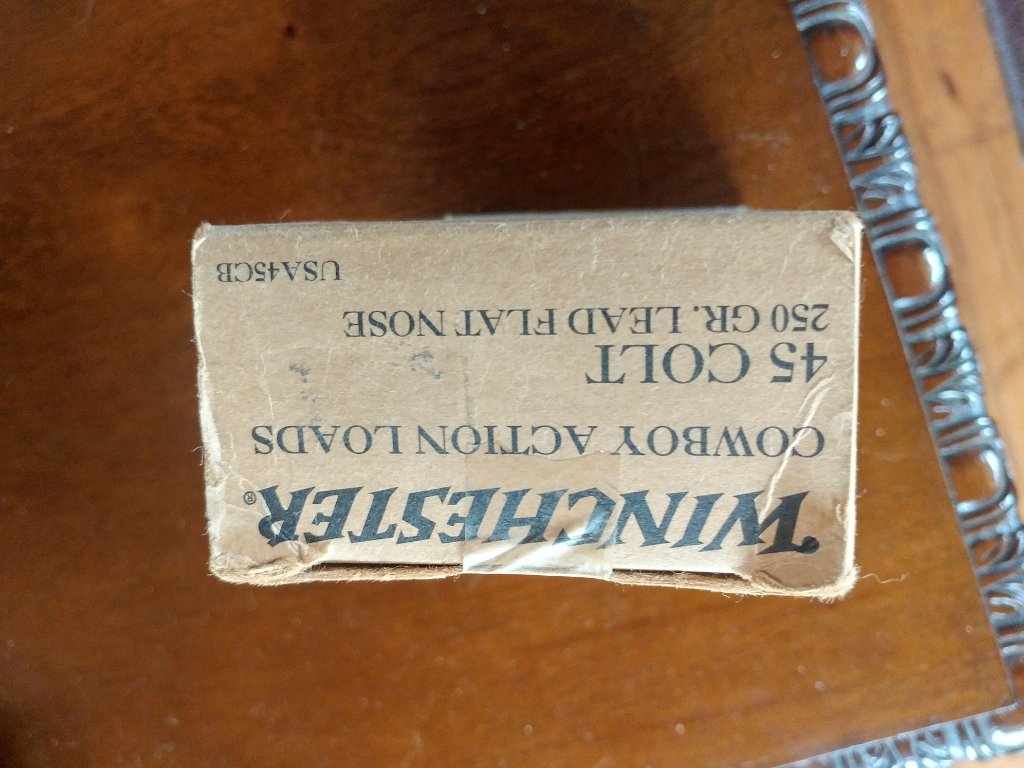 WINCHESTER®
COWBOY ACTION LOADS
45 COLT
250 GR. LEAD FLAT NOSE
USA45CB